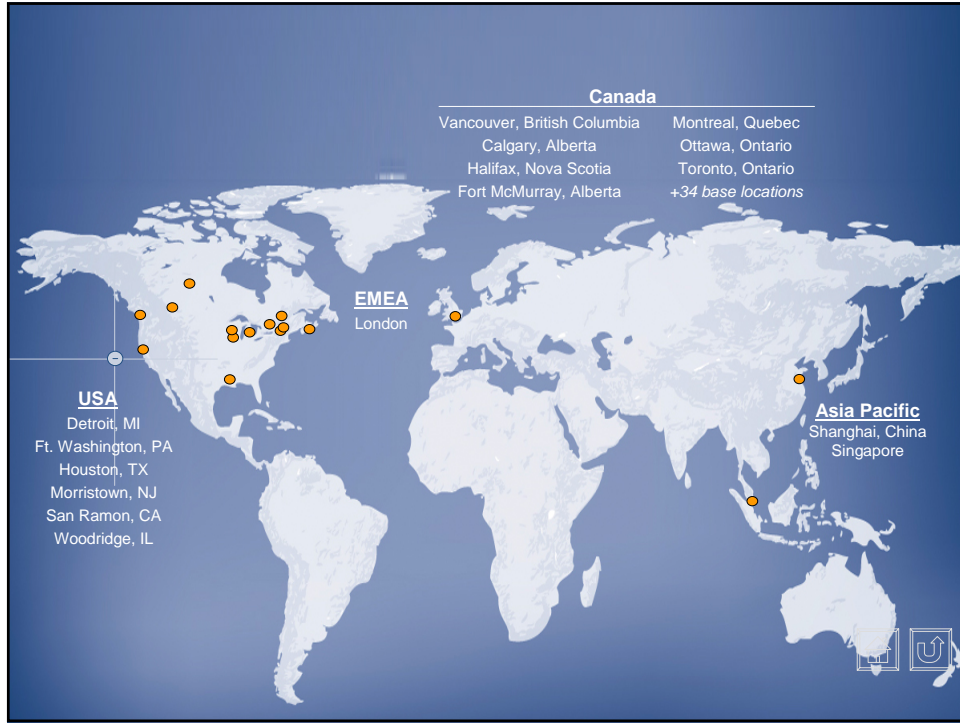 Canada
Vancouver, British Columbia
Calgary, Alberta
Halifax, Nova Scotia
Fort McMurray, Alberta
Montreal, Quebec
Ottawa, Ontario
Toronto, Ontario
+34 base locations
EMEA
London
USA
Detroit, MI
Ft. Washington, PA
Houston, TX
Morristown, NJ
San Ramon, CA
Woodridge, IL
Asia Pacific
Shanghai, China
Singapore